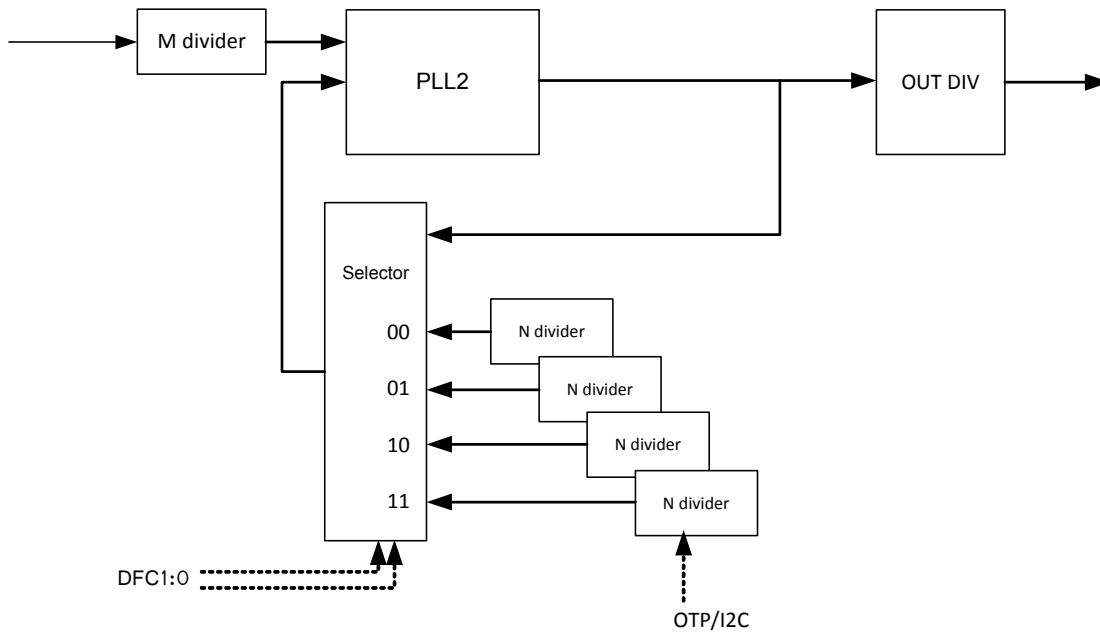 M divider
PLL2
OUT DIV
Selector
00
N divider
01
N divider
10
N divider
11
N divider
DFC1:0
OTP/I2C